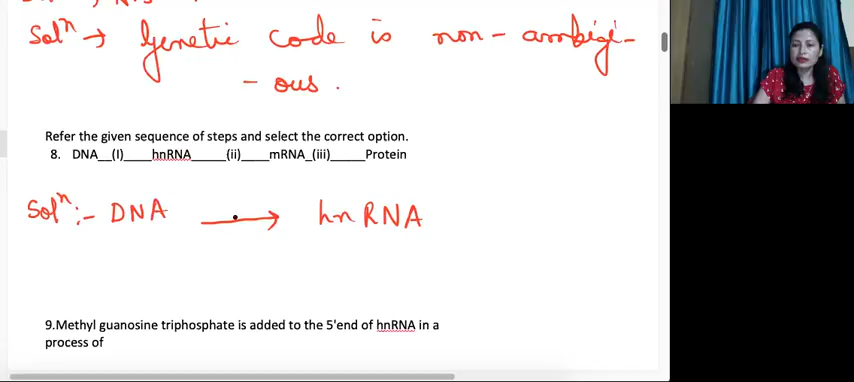 Solⁿ → Genetic code is non-ambigi-
- ous.
Refer the given sequence of steps and select the correct option.
8. DNA__(I)____hnRNA_____(ii)____mRNA_(iii)_____Protein
Solⁿ:- DNA ⟶ hnRNA
9.Methyl guanosine triphosphate is added to the 5'end of hnRNA in a
process of